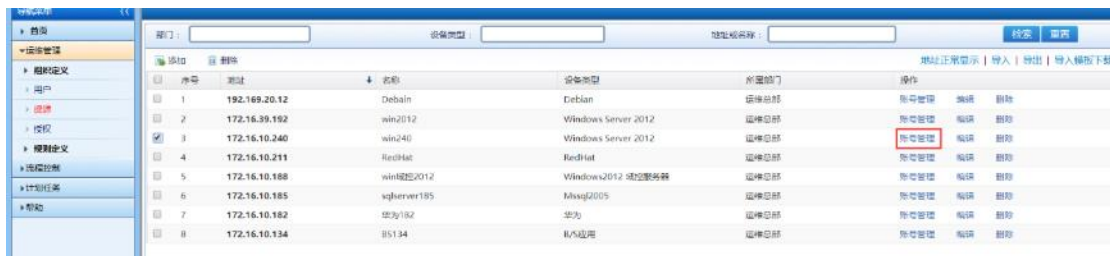 导航菜单 <<
首页
运维管理
组织定义
用户
资源
授权
规则定义
流程控制
计划任务
帮助
部门： 设备类型： 地址或名称： 检索 重置
添加 删除 地址正常显示 | 导入 | 导出 | 导入模板下载
序号 地址 名称 设备类型 所属部门 操作
1 192.169.20.12 Debain Debian 运维总部 账号管理 编辑 删除
2 172.16.39.192 win2012 Windows Server 2012 运维总部 账号管理 编辑 删除
3 172.16.10.240 win240 Windows Server 2012 运维总部 账号管理 编辑 删除
4 172.16.10.211 RedHat RedHat 运维总部 账号管理 编辑 删除
5 172.16.10.188 win域控2012 Windows2012 域控服务器 运维总部 账号管理 编辑 删除
6 172.16.10.185 sqlserver185 Mssql2005 运维总部 账号管理 编辑 删除
7 172.16.10.182 华为182 华为 运维总部 账号管理 编辑 删除
8 172.16.10.134 BS134 B/S应用 运维总部 账号管理 编辑 删除